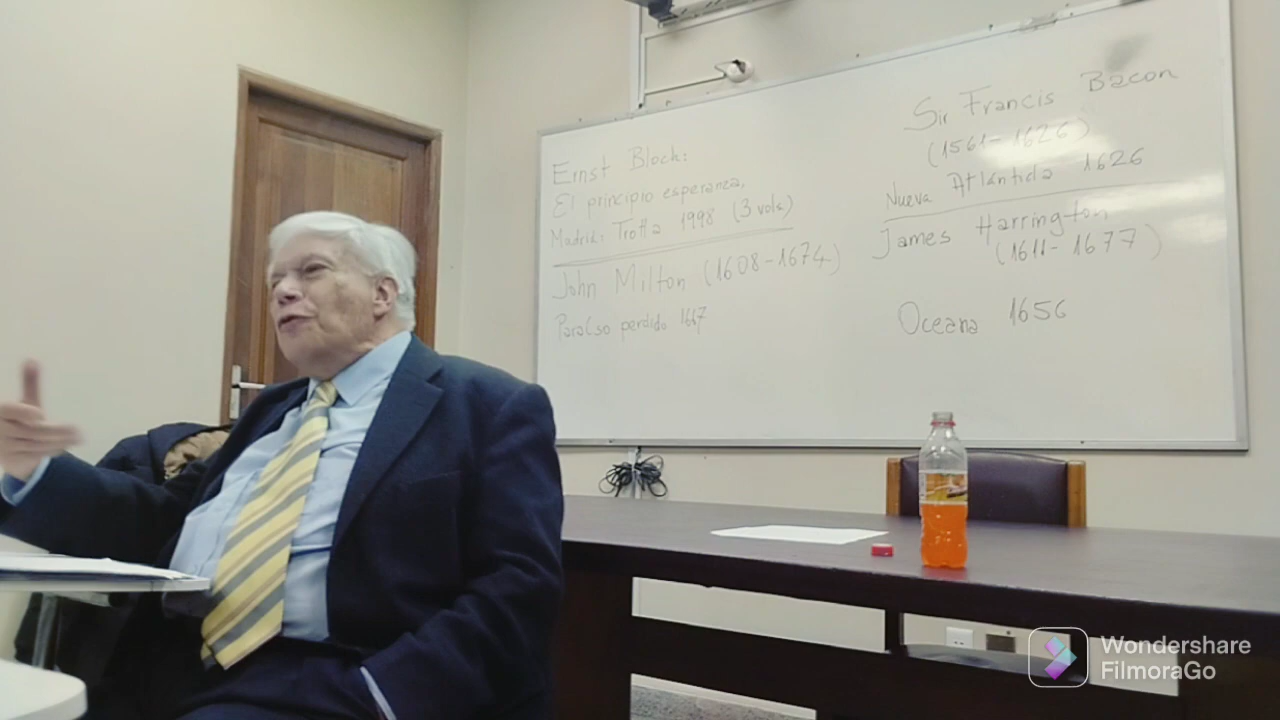 Ernst Bloch:
El principio esperanza,
Madrid: Trotta 1998 (3 vols)
John Milton (1608-1674)
Paraíso perdido 1667
Sir Francis Bacon
(1561-1626)
Nueva Atlántida 1626
James Harrington
(1611-1677)
Oceana 1656
Wondershare
FilmoraGo